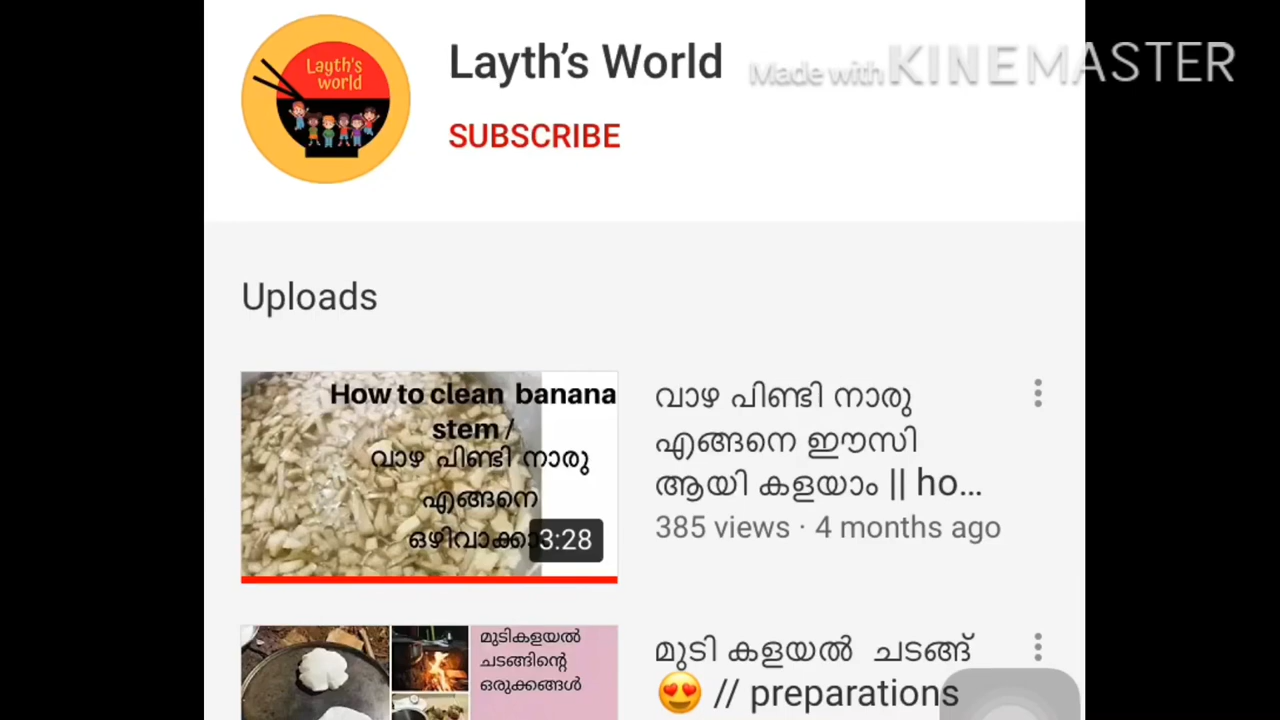 Layth's
world
Layth's World
Made with KINEMASTER
SUBSCRIBE
Uploads
How to clean banana
stem /
വാഴ പിണ്ടി നാരു
എങ്ങനെ
ഒഴിവാക്കാ
3:28
വാഴ പിണ്ടി നാരു
എങ്ങനെ ഈസി
ആയി കളയാം || ho...
385 views · 4 months ago
മുടികളയൽ
ചടങ്ങിന്റെ
ഒരുക്കങ്ങൾ
മുടി കളയൽ ചടങ്ങ്
😍 // preparations